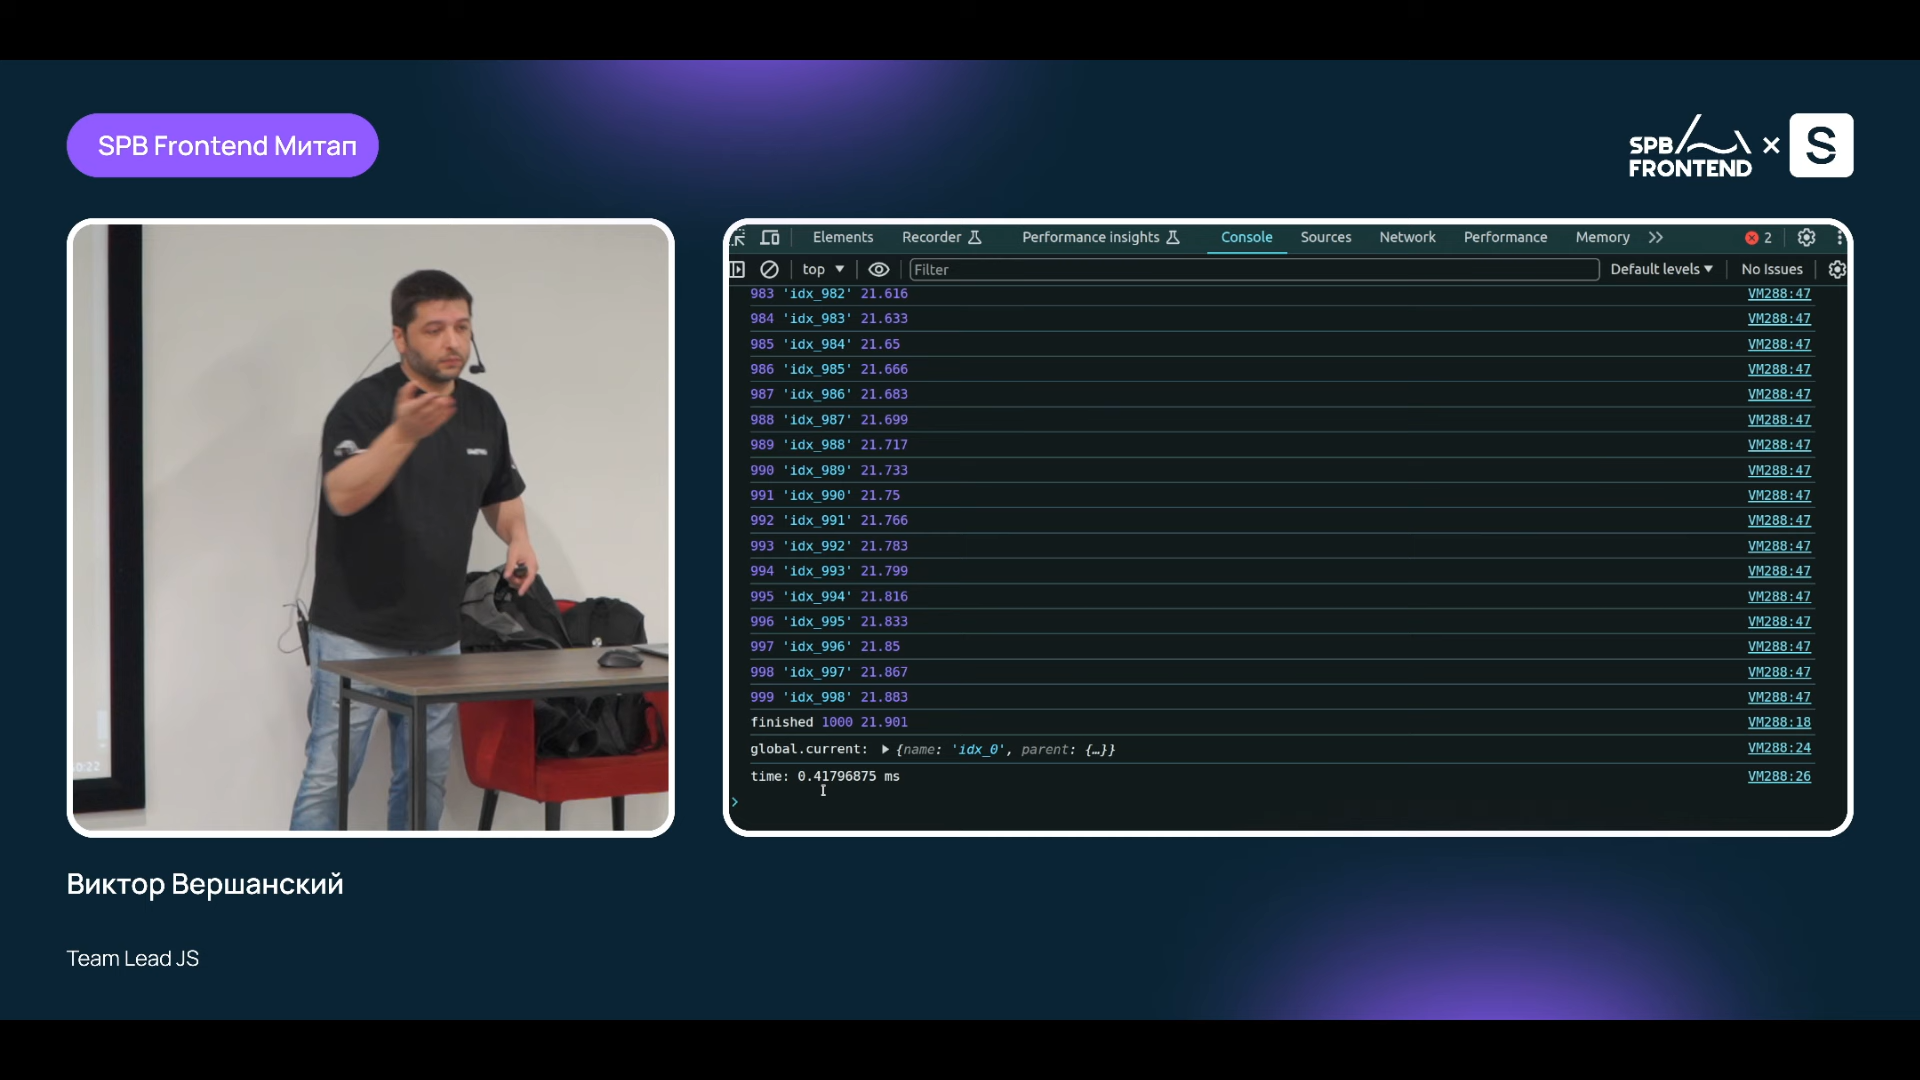 SPB Frontend Митап
SPB
FRONTEND
×
S
Elements Recorder Performance insights Console Sources Network Performance Memory 2
top Filter Default levels No Issues
983 'idx_982' 21.616 VM288:47
984 'idx_983' 21.633 VM288:47
985 'idx_984' 21.65 VM288:47
986 'idx_985' 21.666 VM288:47
987 'idx_986' 21.683 VM288:47
988 'idx_987' 21.699 VM288:47
989 'idx_988' 21.717 VM288:47
990 'idx_989' 21.733 VM288:47
991 'idx_990' 21.75 VM288:47
992 'idx_991' 21.766 VM288:47
993 'idx_992' 21.783 VM288:47
994 'idx_993' 21.799 VM288:47
995 'idx_994' 21.816 VM288:47
996 'idx_995' 21.833 VM288:47
997 'idx_996' 21.85 VM288:47
998 'idx_997' 21.867 VM288:47
999 'idx_998' 21.883 VM288:47
finished 1000 21.901 VM288:18
global.current: {name: 'idx_0', parent: {…}} VM288:24
time: 0.41796875 ms VM288:26
Виктор Вершанский
Team Lead JS